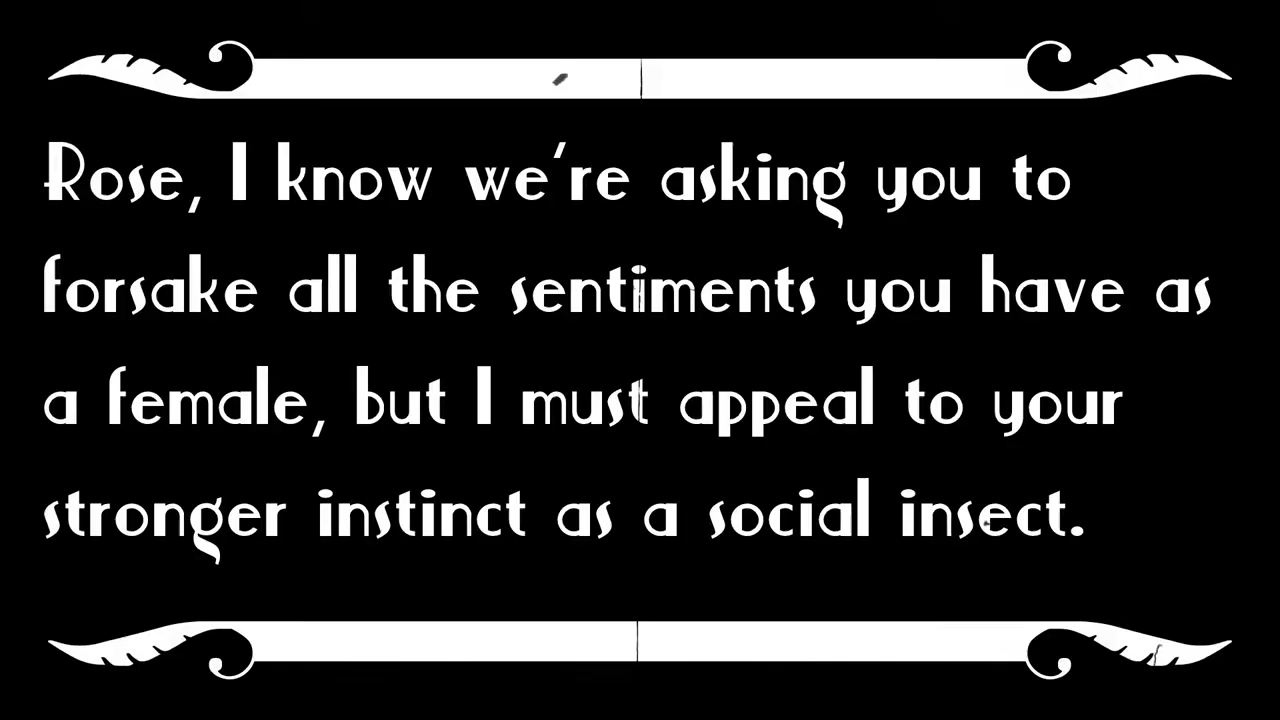 Rose, I know we're asking you to
forsake all the sentiments you have as
a female, but I must appeal to your
stronger instinct as a social insect.